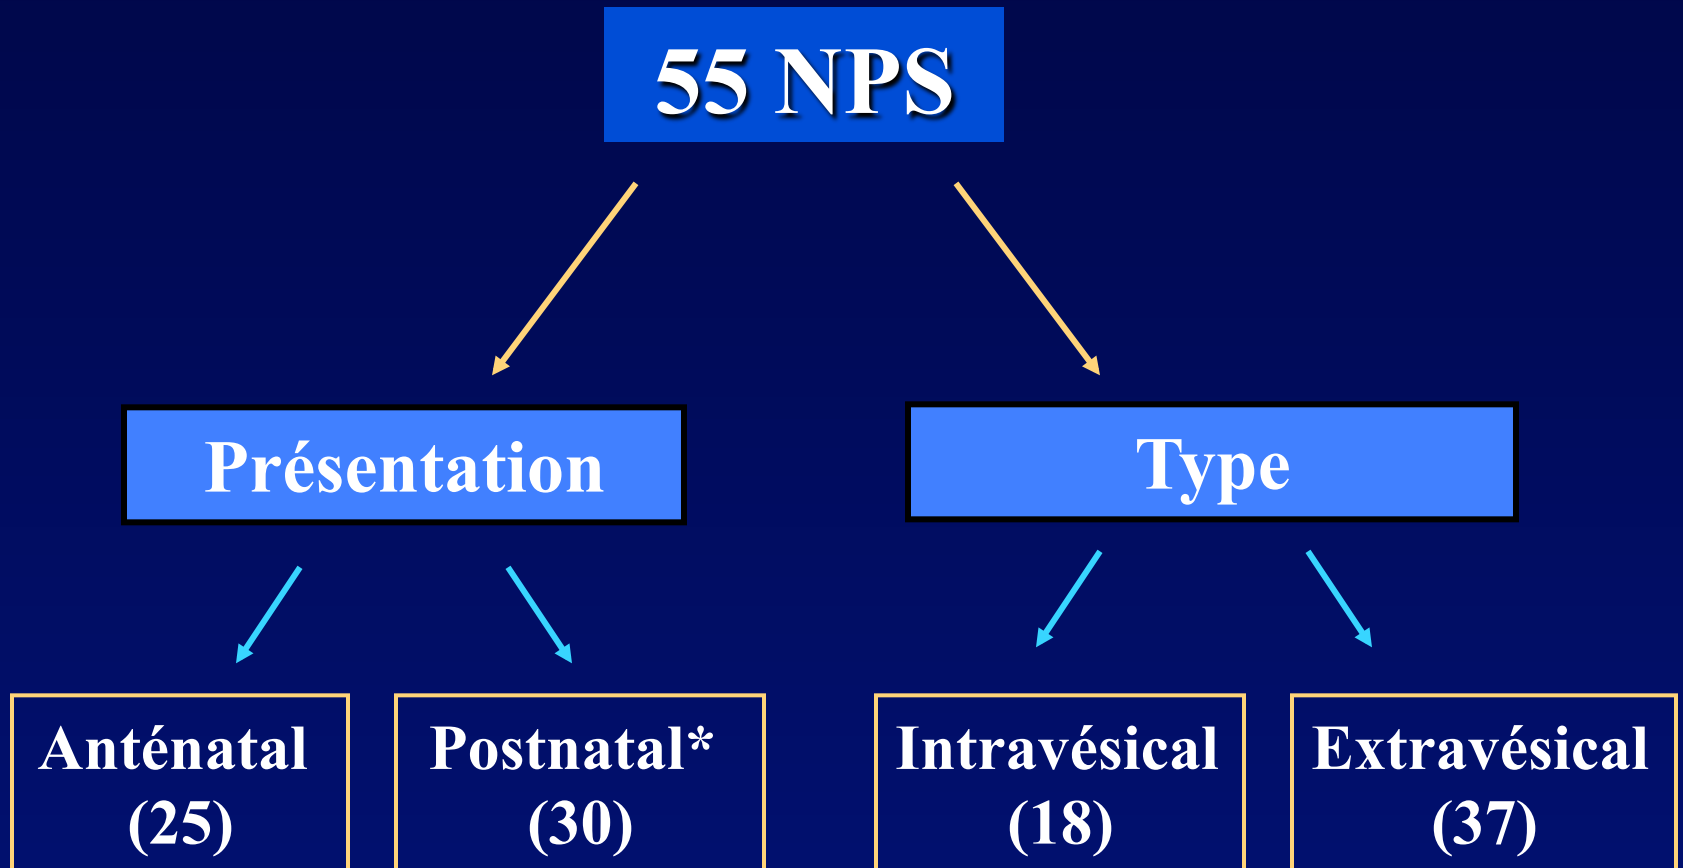 55 NPS
Présentation
Type
Anténatal
(25)
Postnatal*
(30)
Intravésical
(18)
Extravésical
(37)